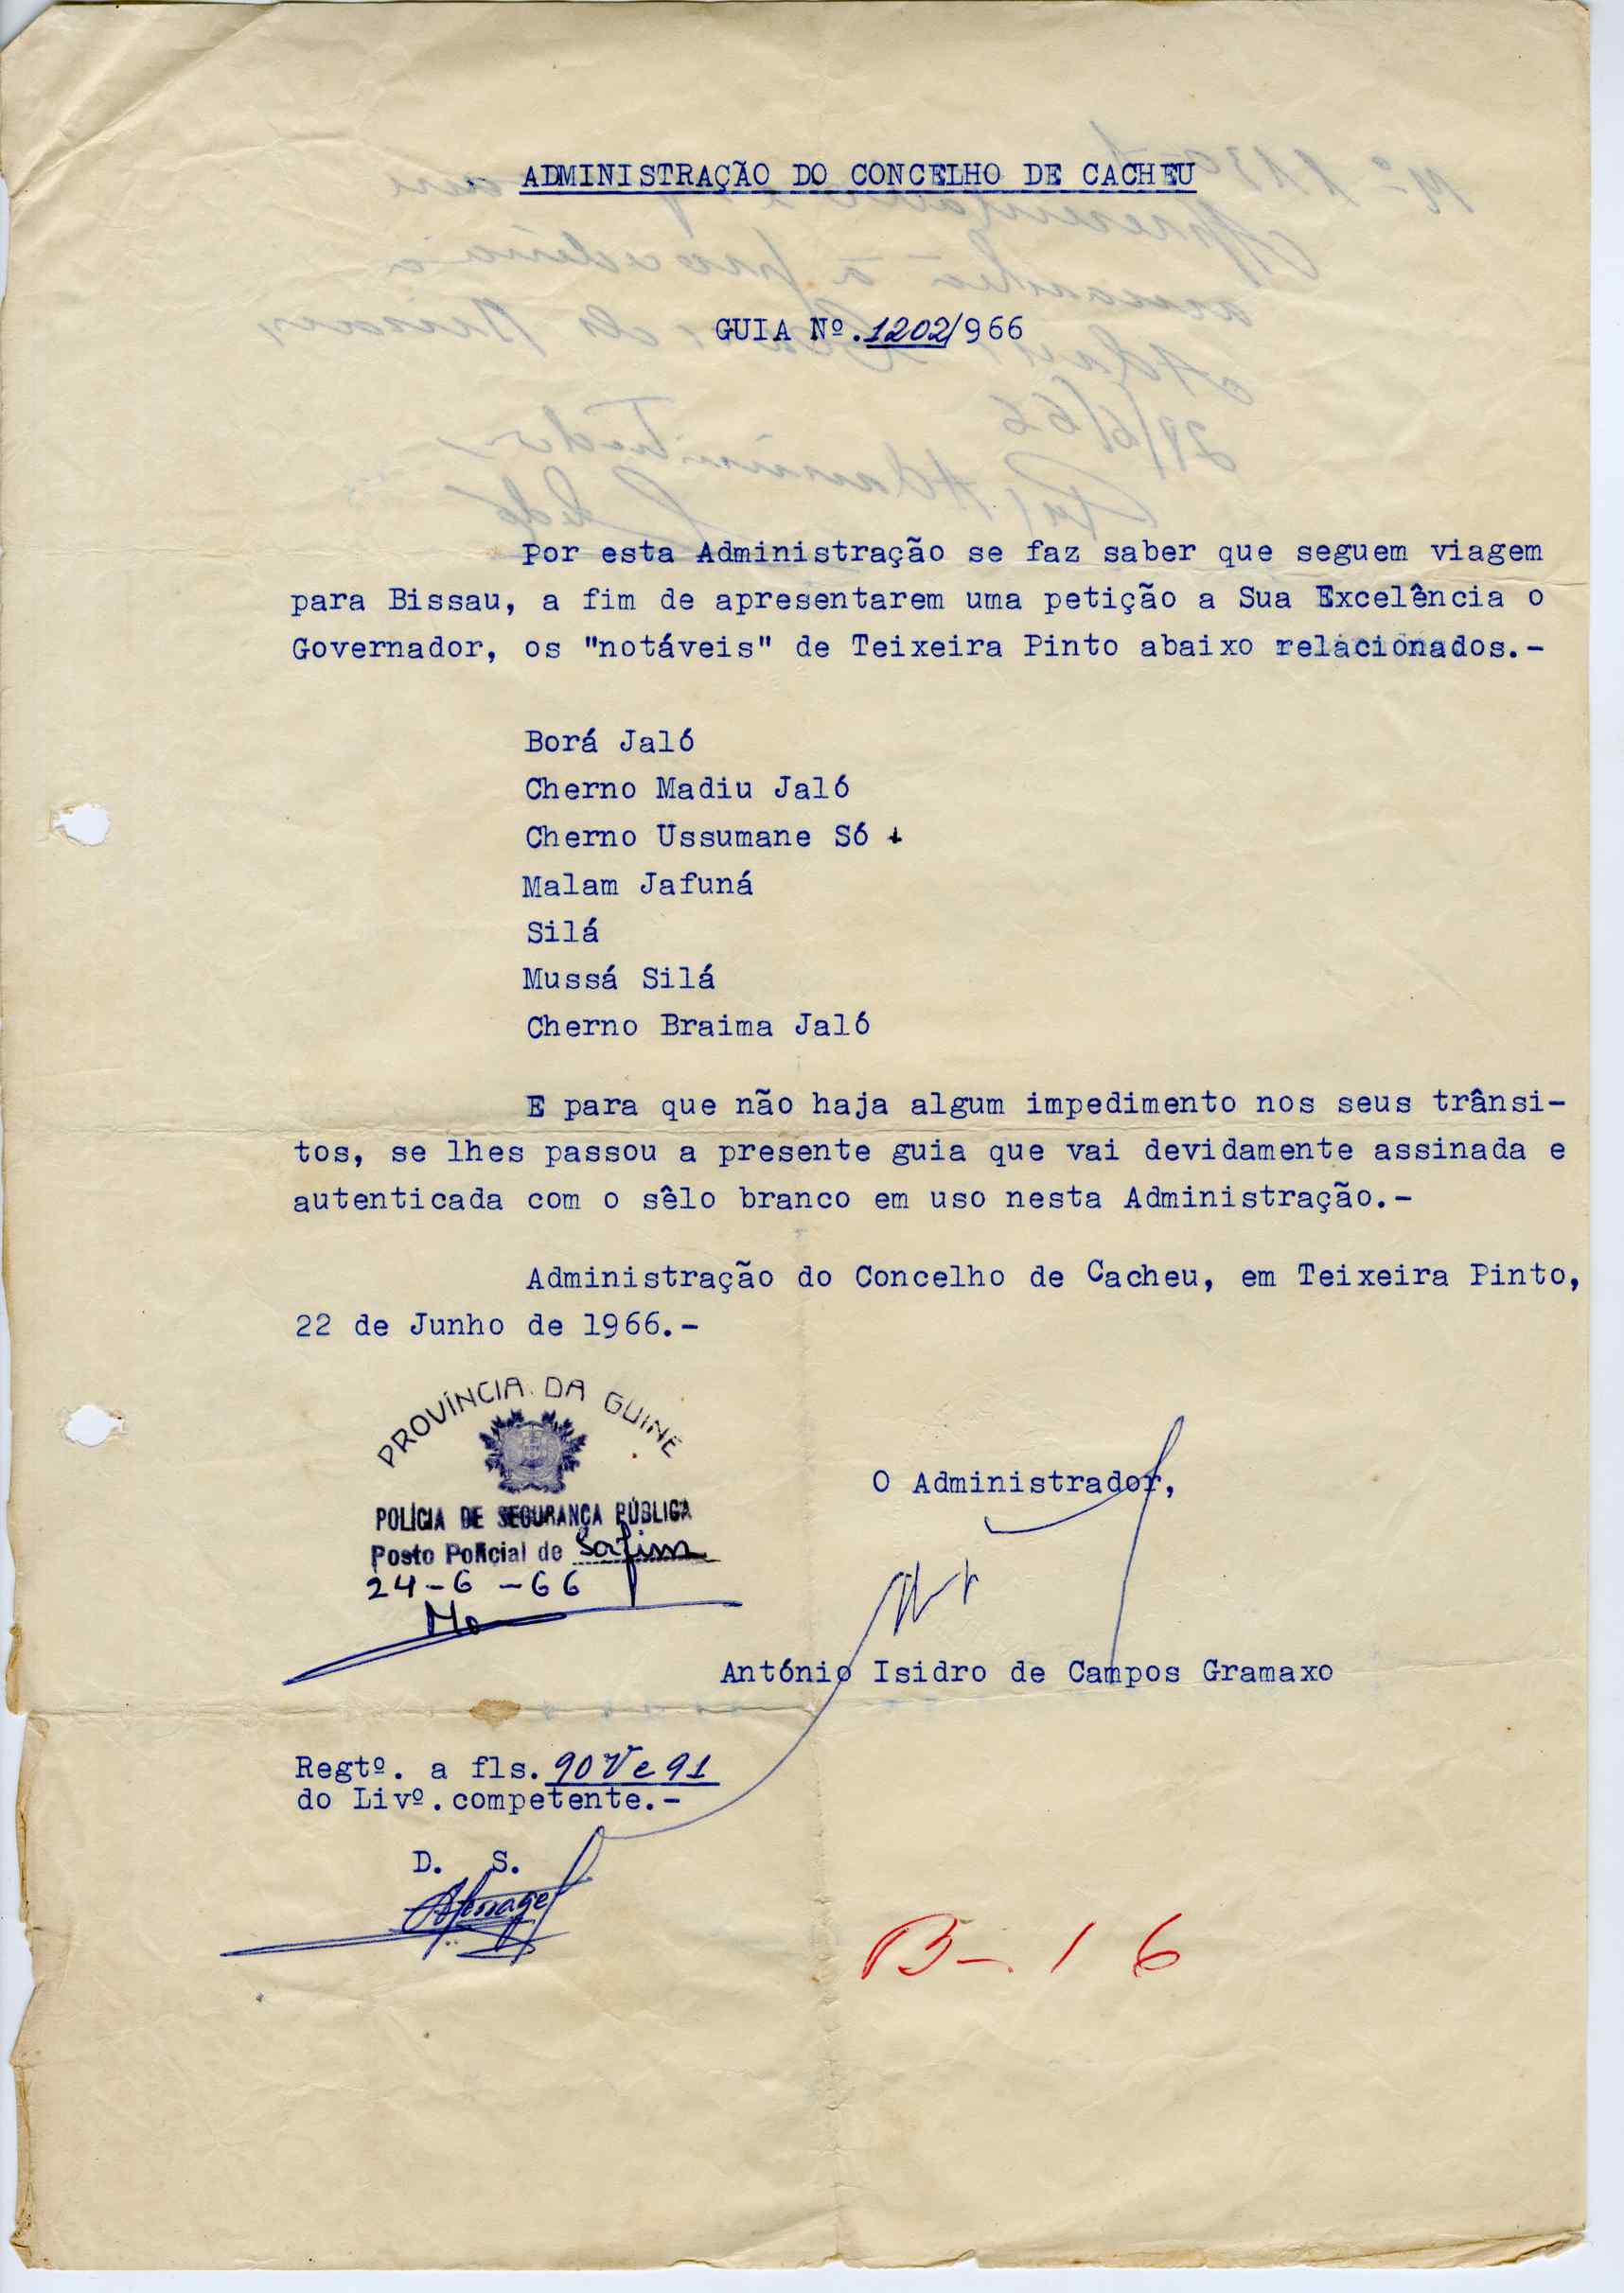 ADMINISTRAÇÃO DO CONCELHO DE CACHEU
GUIA Nº.1202/966
Por esta Administração se faz saber que seguem viagem
para Bissau, a fim de apresentarem uma petição a Sua Excelência o
Governador, os "notáveis" de Teixeira Pinto abaixo relacionados.-
Borá Jaló
Cherno Madiu Jaló
Cherno Ussumane Só +
Malam Jafuná
Silá
Mussá Silá
Cherno Braima Jaló
E para que não haja algum impedimento nos seus trânsi-
tos, se lhes passou a presente guia que vai devidamente assinada e
autenticada com o sêlo branco em uso nesta Administração.-
Administração do Concelho de Cacheu, em Teixeira Pinto,
22 de Junho de 1966.-
PROVÍNCIA DA GUINÉ
POLÍCIA DE SEGURANÇA PÚBLICA
Posto Policial de Safim
24-6-66
O Administrador,
António Isidro de Campos Gramaxo
Regtº. a fls. 90V e 91
do Livº.competente.-
D. S.
B-. 16